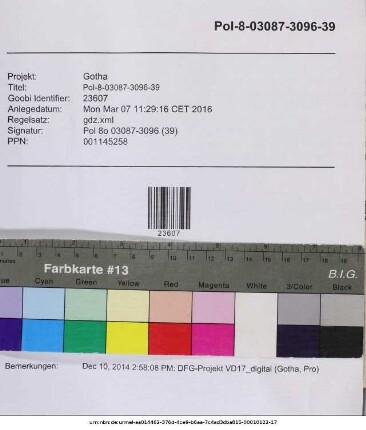 Pol-8-03087-3096-39
Projekt: Gotha
Titel: Pol-8-03087-3096-39
Goobi Identifier: 23607
Anlegedatum: Mon Mar 07 11:29:16 CET 2016
Regelsatz: gdz.xml
Signatur: Pol 8o 03087-3096 (39)
PPN: 001145258
23607
Farbkarte #13
B.I.G.
Cyan Green Yellow Red Magenta White 3/Color Black
Bemerkungen: Dec 10, 2014 2:58:08 PM: DFG-Projekt VD17_digital (Gotha, Pro)